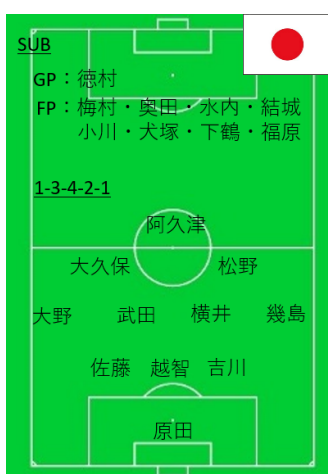 SUB
GP：徳村
FP：梅村・奥田・水内・結城
小川・犬塚・下鶴・福原
1-3-4-2-1
阿久津
大久保 松野
大野 武田 横井 幾島
佐藤 越智 吉川
原田